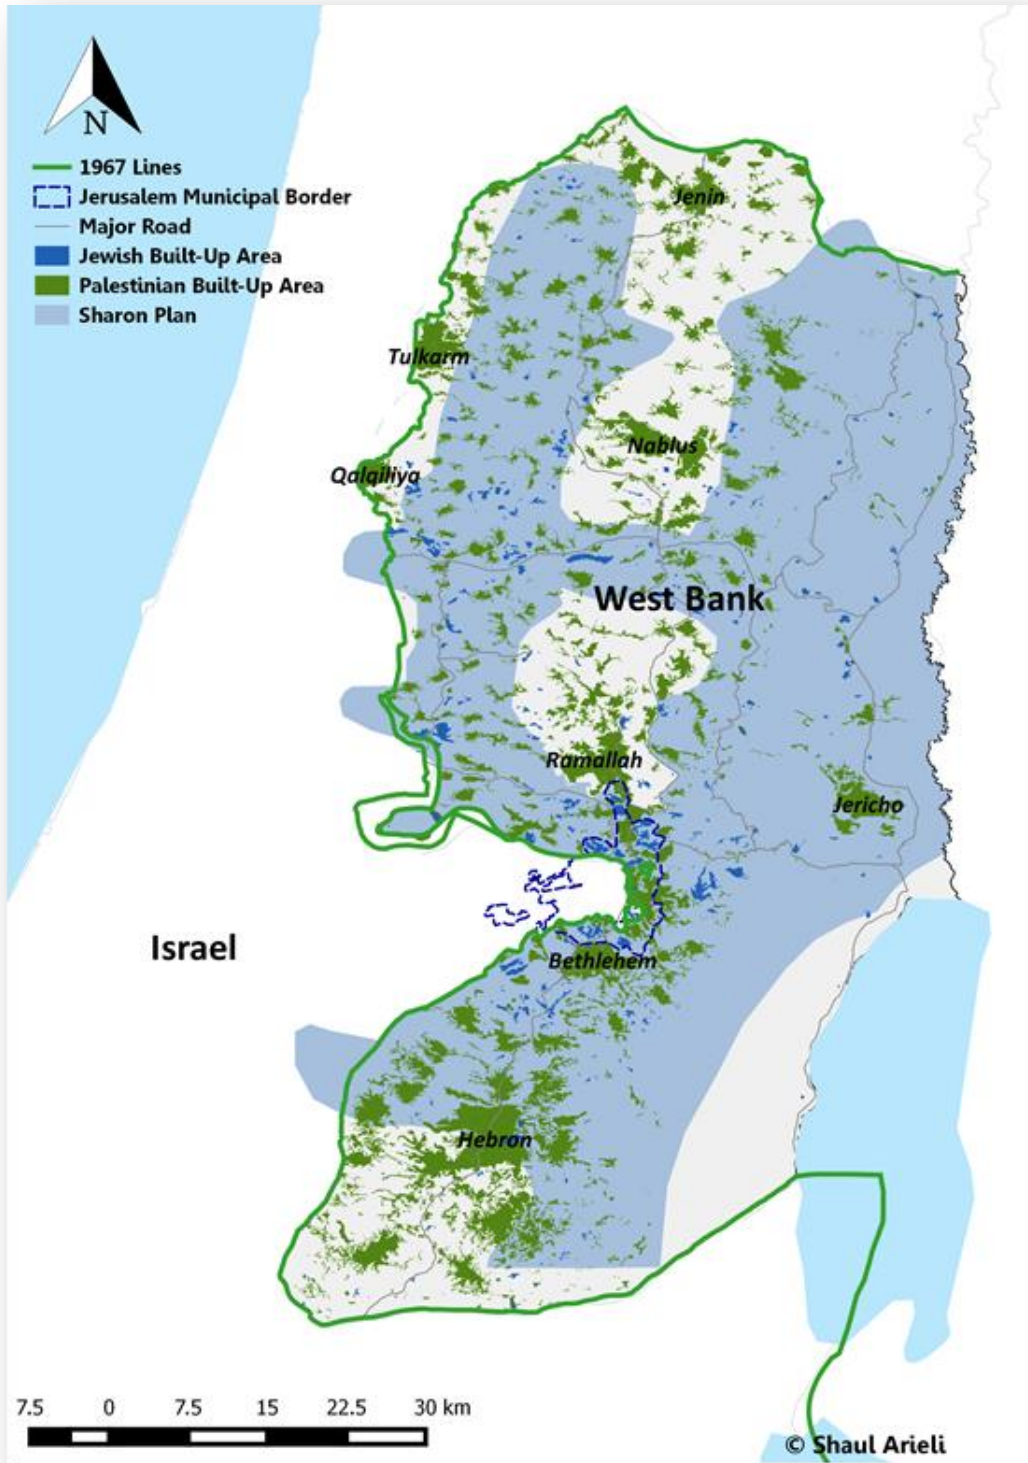 N
1967 Lines
Jerusalem Municipal Border
Major Road
Jewish Built-Up Area
Palestinian Built-Up Area
Sharon Plan
Jenin
Tulkarm
Nablus
Qalqiliya
West Bank
Ramallah
Jericho
Israel
Bethlehem
Hebron
7.5 0 7.5 15 22.5 30 km
© Shaul Arieli